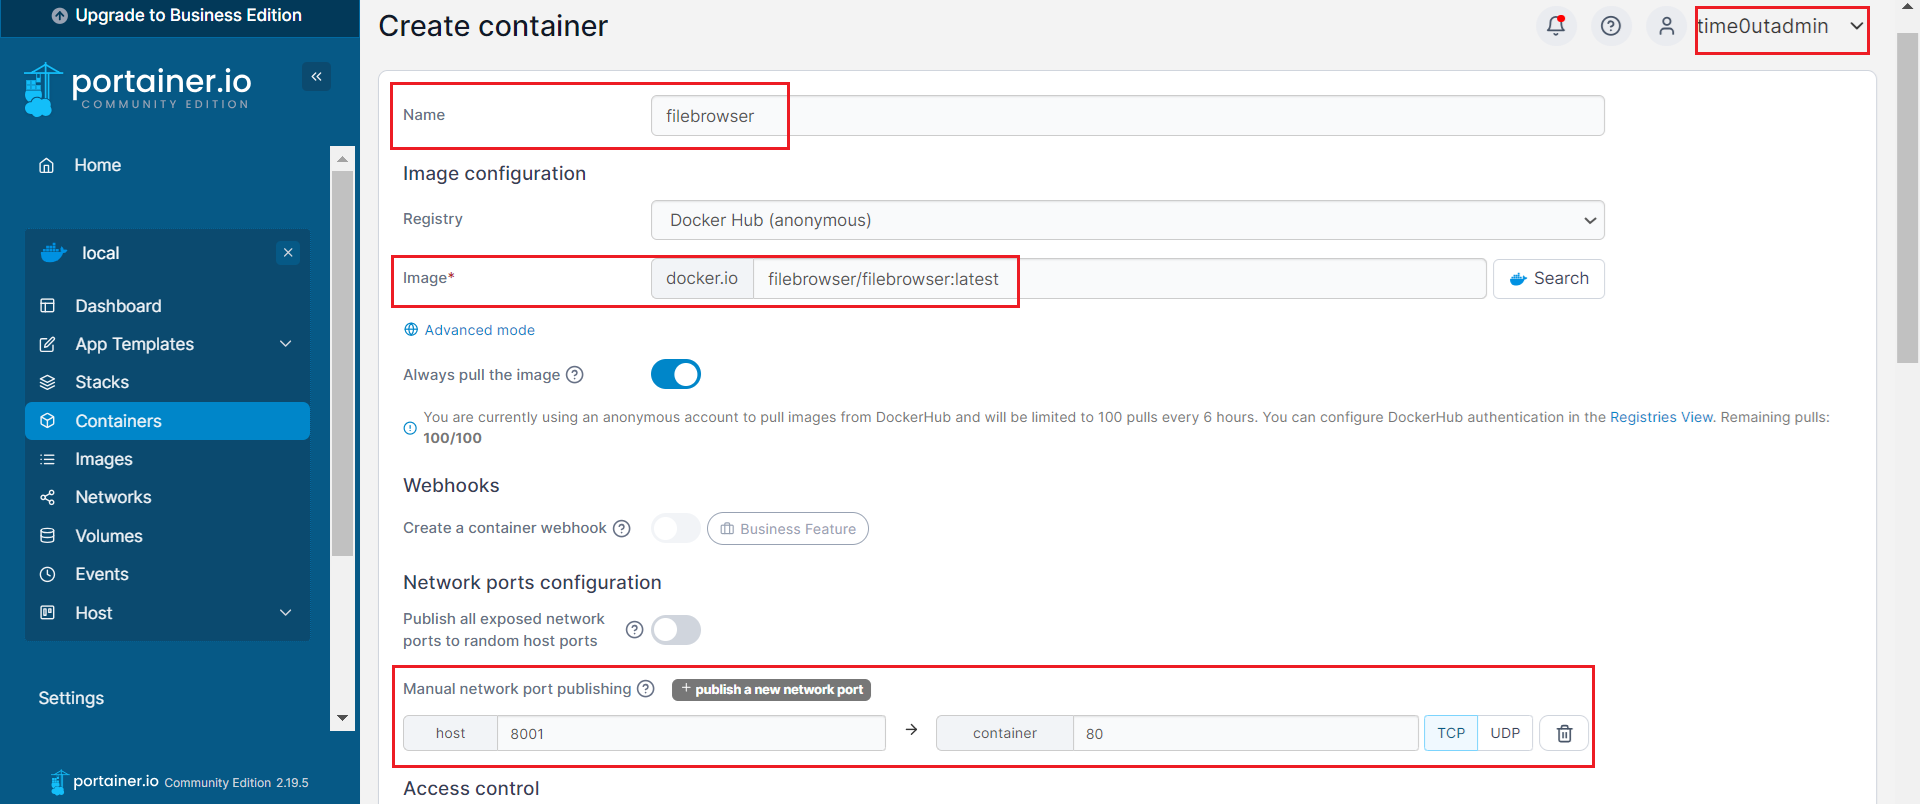 Upgrade to Business Edition
portainer.io
COMMUNITY EDITION
Home
local
Dashboard
App Templates
Stacks
Containers
Images
Networks
Volumes
Events
Host
Settings
portainer.io Community Edition 2.19.5
Create container
time0utadmin
Name
filebrowser
Image configuration
Registry
Docker Hub (anonymous)
Image*
docker.io
filebrowser/filebrowser:latest
Search
Advanced mode
Always pull the image
You are currently using an anonymous account to pull images from DockerHub and will be limited to 100 pulls every 6 hours. You can configure DockerHub authentication in the Registries View. Remaining pulls:
100/100
Webhooks
Create a container webhook
Business Feature
Network ports configuration
Publish all exposed network
ports to random host ports
Manual network port publishing
+ publish a new network port
host
8001
→
container
80
TCP
UDP
Access control